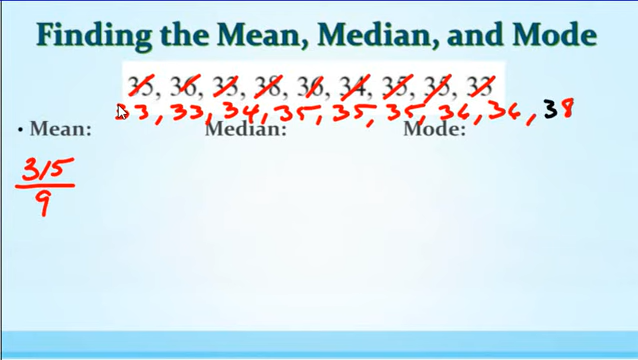 Finding the Mean, Median, and Mode
35, 36, 33, 38, 36, 34, 35, 35, 33
33, 33, 34, 35, 35, 35, 36, 36, 38
• Mean: Median: Mode:
315
9